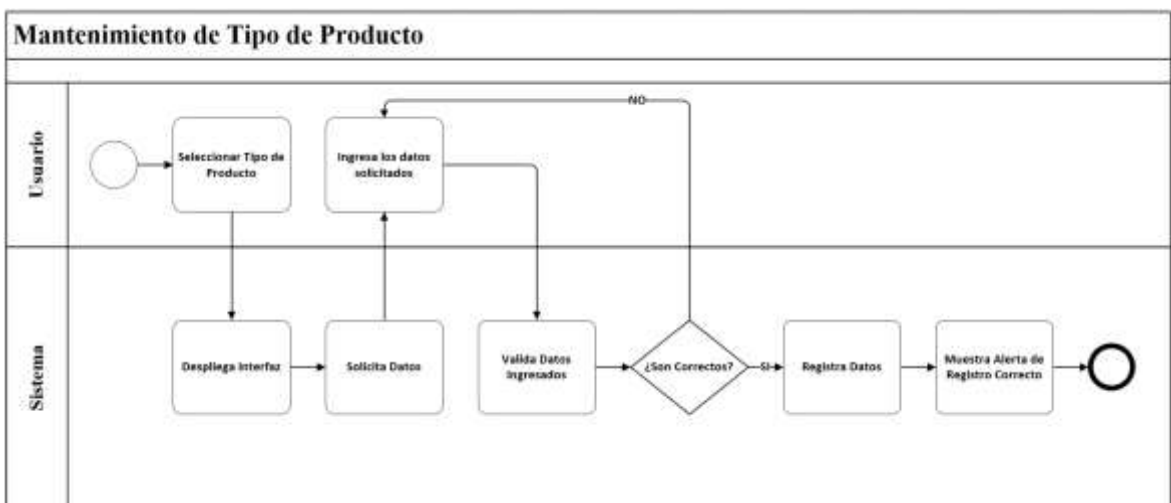 Mantenimiento de Tipo de Producto
Usuario
Seleccionar Tipo de
Producto
Ingresa los datos
solicitados
NO
Sistema
Despliega Interfaz
Solicita Datos
Valida Datos
Ingresados
¿Son Correctos?
SI
Registra Datos
Muestra Alerta de
Registro Correcto